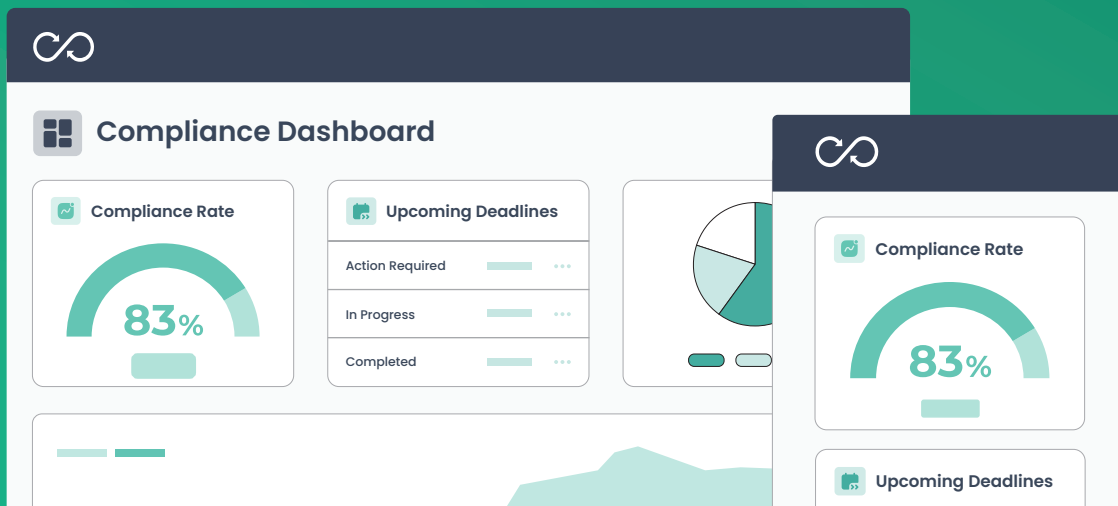 Compliance Dashboard
Compliance Rate
83%
Upcoming Deadlines
Action Required
In Progress
Completed
Compliance Rate
83%
Upcoming Deadlines